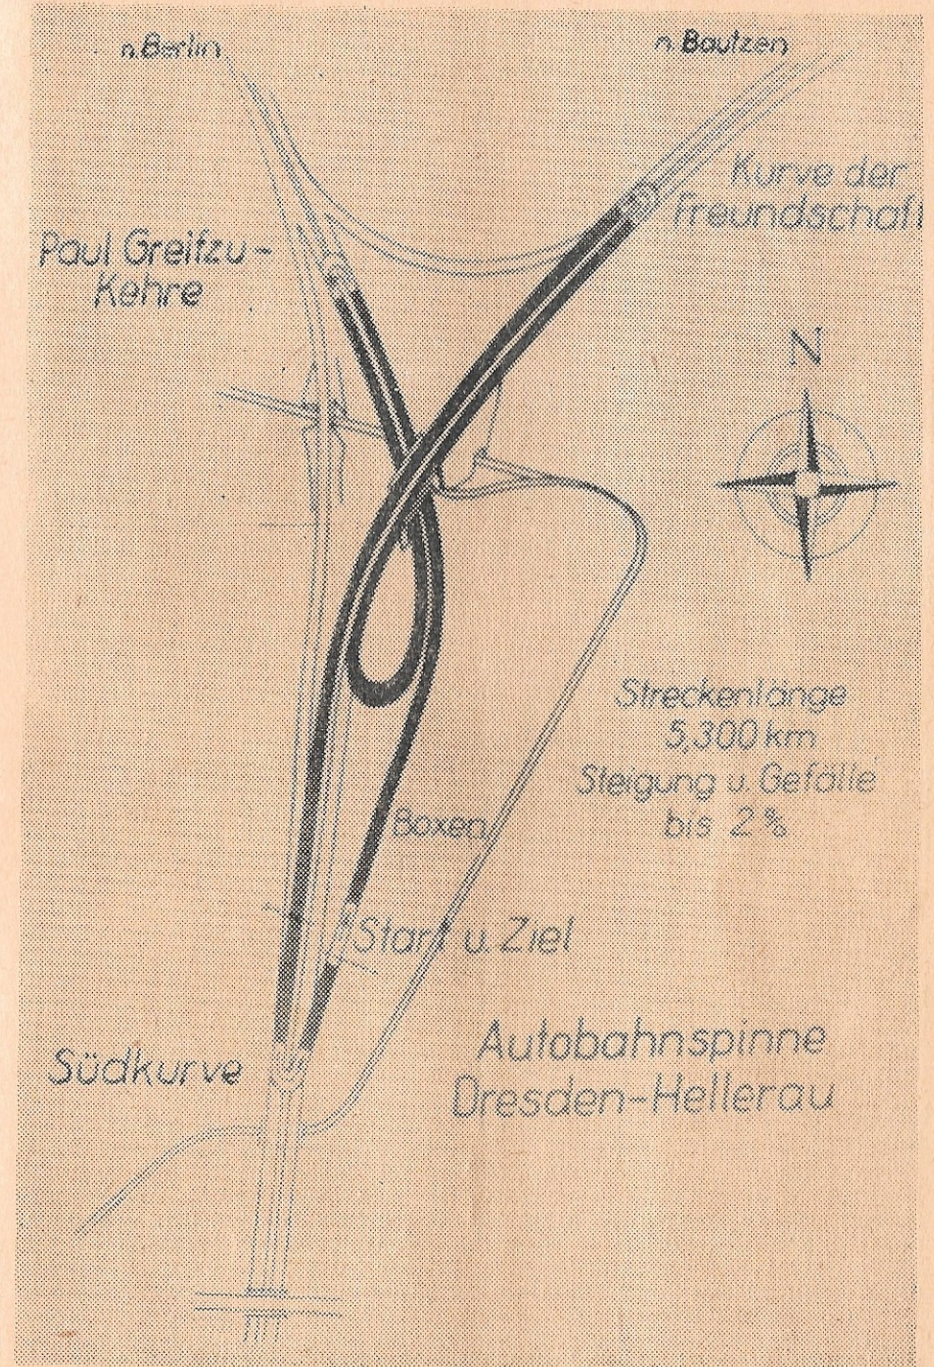 n. Berlin
n. Bautzen
Kurve der
Freundschaft
Paul Greifzu-
Kehre
N
Streckenlänge
5,300 km
Steigung u. Gefälle
bis 2%
Boxen
Start u. Ziel
Südkurve
Autobahnspinne
Dresden-Hellerau